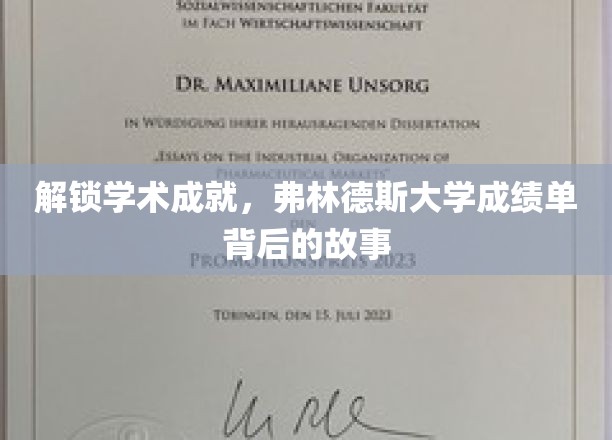 SOZIALWISSENSCHAFTLICHEN FAKULTÄT
IM FACH WIRTSCHAFTSWISSENSCHAFT
DR. MAXIMILIANE UNSORG
IN WÜRDIGUNG IHRER HERAUSRAGENDEN DISSERTATION
„ESSAYS ON THE INDUSTRIAL ORGANIZATION OF
PHARMACEUTICAL MARKETS"
解锁学术成就，弗林德斯大学成绩单
背后的故事
PROMOTIONSPREIS 2023
TÜBINGEN, DEN 15. JULI 2023